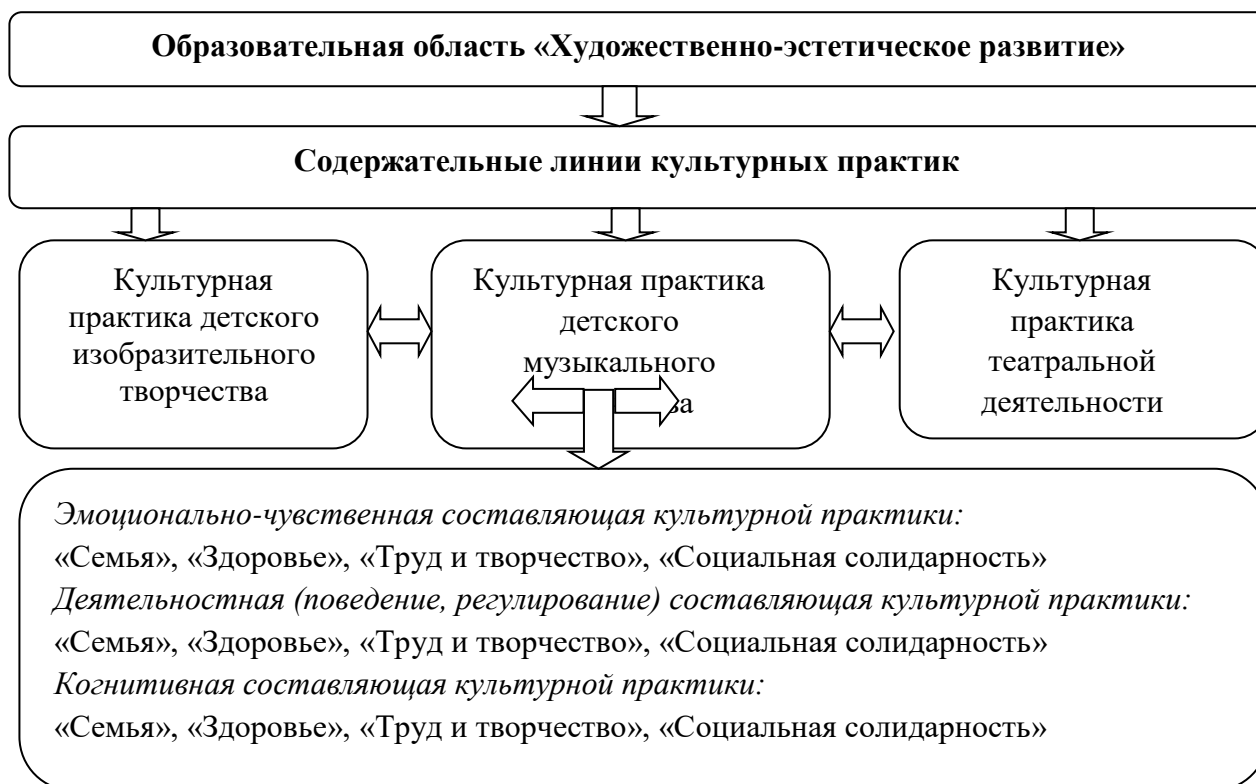 Образовательная область «Художественно-эстетическое развитие»
Содержательные линии культурных практик
Культурная
практика детского
изобразительного
творчества
Культурная практика
детского
музыкального
Культурная
практика
театральной
деятельности
Эмоционально-чувственная составляющая культурной практики:
«Семья», «Здоровье», «Труд и творчество», «Социальная солидарность»
Деятельностная (поведение, регулирование) составляющая культурной практики:
«Семья», «Здоровье», «Труд и творчество», «Социальная солидарность»
Когнитивная составляющая культурной практики:
«Семья», «Здоровье», «Труд и творчество», «Социальная солидарность»